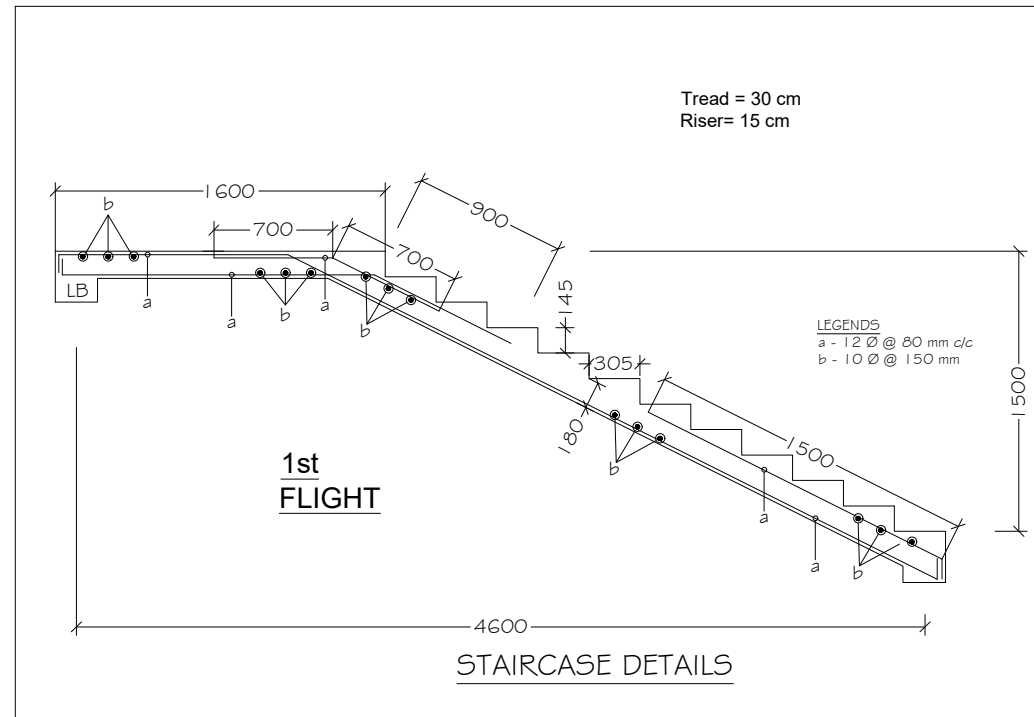 Tread = 30 cm
Riser= 15 cm
1600
b
900
700
700
145
LB
a
a
b
a
b
LEGENDS
a - 12 Ø @ 80 mm c/c
b - 10 Ø @ 150 mm
305
1500
180
1500
b
1st
FLIGHT
a
a
b
4600
STAIRCASE DETAILS